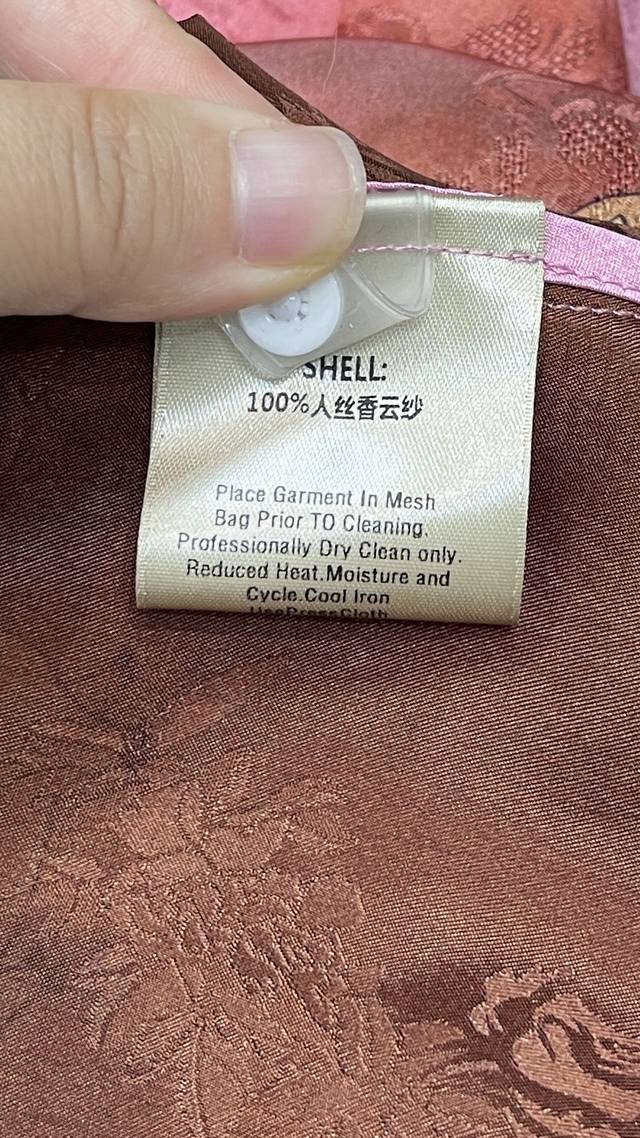 SHELL:
100%人丝香云纱
Place Garment In Mesh
Bag Prior TO Cleaning.
Professionally Dry Clean only.
Reduced Heat.Moisture and
Cycle.Cool Iron
UsePressCloth